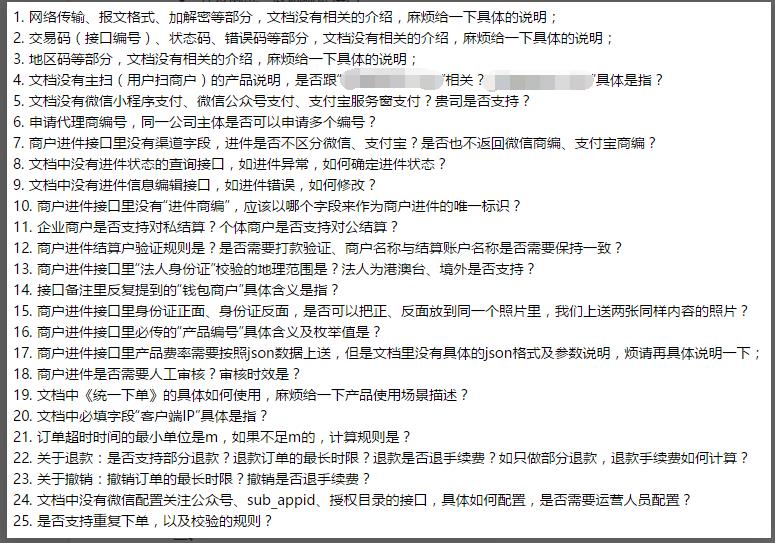 1. 网络传输、报文格式、加解密等部分，文档没有相关的介绍，麻烦给一下具体的说明；
2. 交易码（接口编号）、状态码、错误码等部分，文档没有相关的介绍，麻烦给一下具体的说明；
3. 地区码等部分，文档没有相关的介绍，麻烦给一下具体的说明；
4. 文档没有主扫（用户扫商户）的产品说明，是否跟“ ”相关？ ”具体是指？
5. 文档没有微信小程序支付、微信公众号支付、支付宝服务窗支付？贵司是否支持？
6. 申请代理商编号，同一公司主体是否可以申请多个编号？
7. 商户进件接口里没有渠道字段，进件是否不区分微信、支付宝？是否也不返回微信商编、支付宝商编？
8. 文档中没有进件状态的查询接口，如进件异常，如何确定进件状态？
9. 文档中没有进件信息编辑接口，如进件错误，如何修改？
10. 商户进件接口里没有“进件商编”，应该以哪个字段来作为商户进件的唯一标识？
11. 企业商户是否支持对私结算？个体商户是否支持对公结算？
12. 商户进件结算户验证规则是？是否需要打款验证、商户名称与结算账户名称是否需要保持一致？
13. 商户进件接口里“法人身份证”校验的地理范围是？法人为港澳台、境外是否支持？
14. 接口备注里反复提到的“钱包商户”具体含义是指？
15. 商户进件接口里身份证正面、身份证反面，是否可以把正、反面放到同一个照片里，我们上送两张同样内容的照片？
16. 商户进件接口里必传的“产品编号”具体含义及枚举值是？
17. 商户进件接口里产品费率需要按照json数据上送，但是文档里没有具体的json格式及参数说明，烦请再具体说明一下；
18. 商户进件是否需要人工审核？审核时效是？
19. 文档中《统一下单》的具体如何使用，麻烦给一下产品使用场景描述？
20. 文档中必填字段“客户端IP”具体是指？
21. 订单超时时间的最小单位是m，如果不足m的，计算规则是？
22. 关于退款：是否支持部分退款？退款订单的最长时限？退款是否退手续费？如只做部分退款，退款手续费如何计算？
23. 关于撤销：撤销订单的最长时限？撤销是否退手续费？
24. 文档中没有微信配置关注公众号、sub_appid、授权目录的接口，具体如何配置，是否需要运营人员配置？
25. 是否支持重复下单，以及校验的规则？